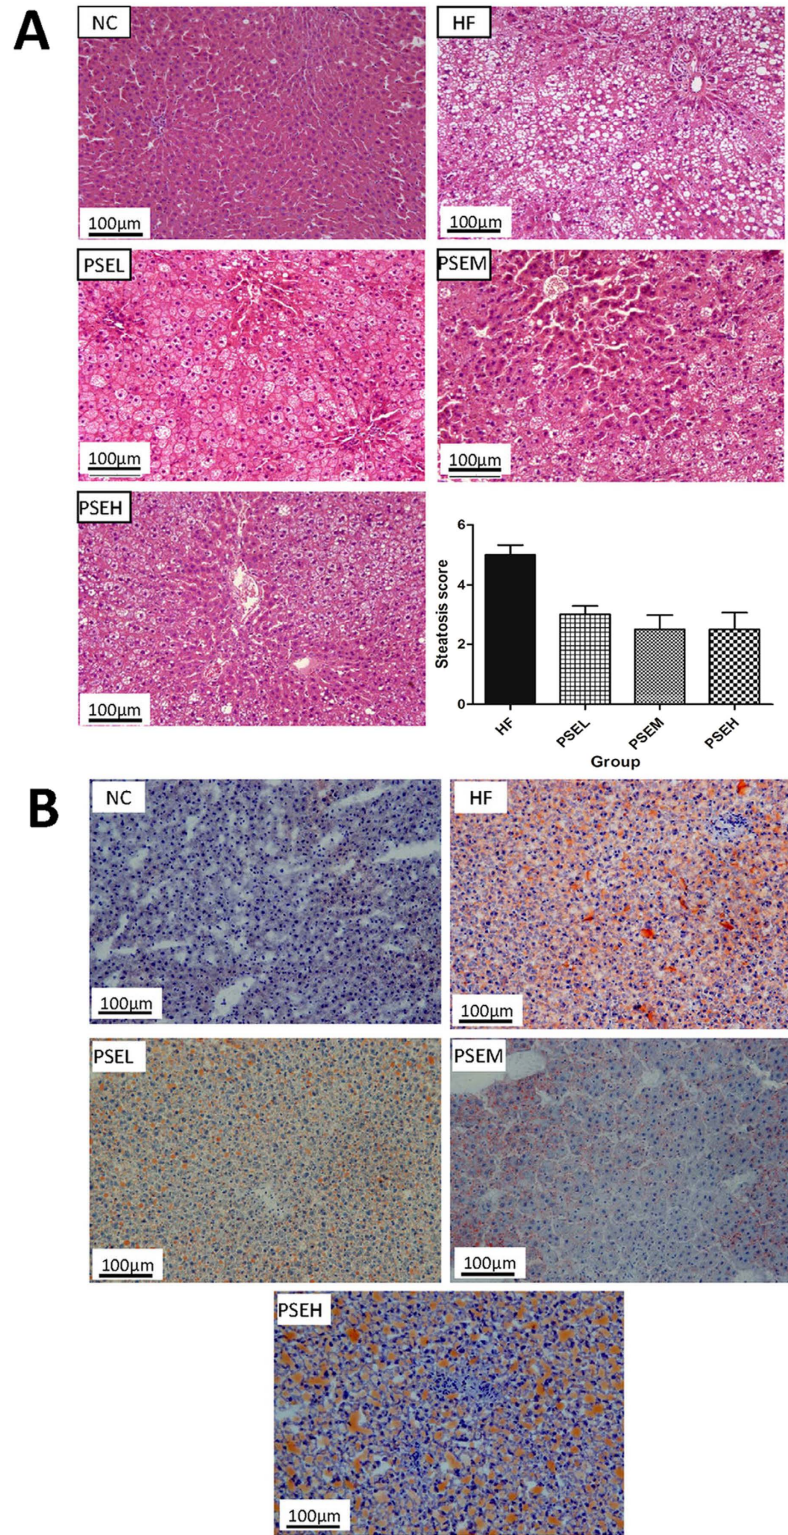 A
NC
HF
100µm
100µm
PSEL
PSEM
100µm
100µm
PSEH
100µm
6
4
2
0
Steatosis score
HF
PSEL
PSEM
PSEH
Group
B
NC
HF
100µm
100µm
PSEL
PSEM
100µm
100µm
PSEH
100µm